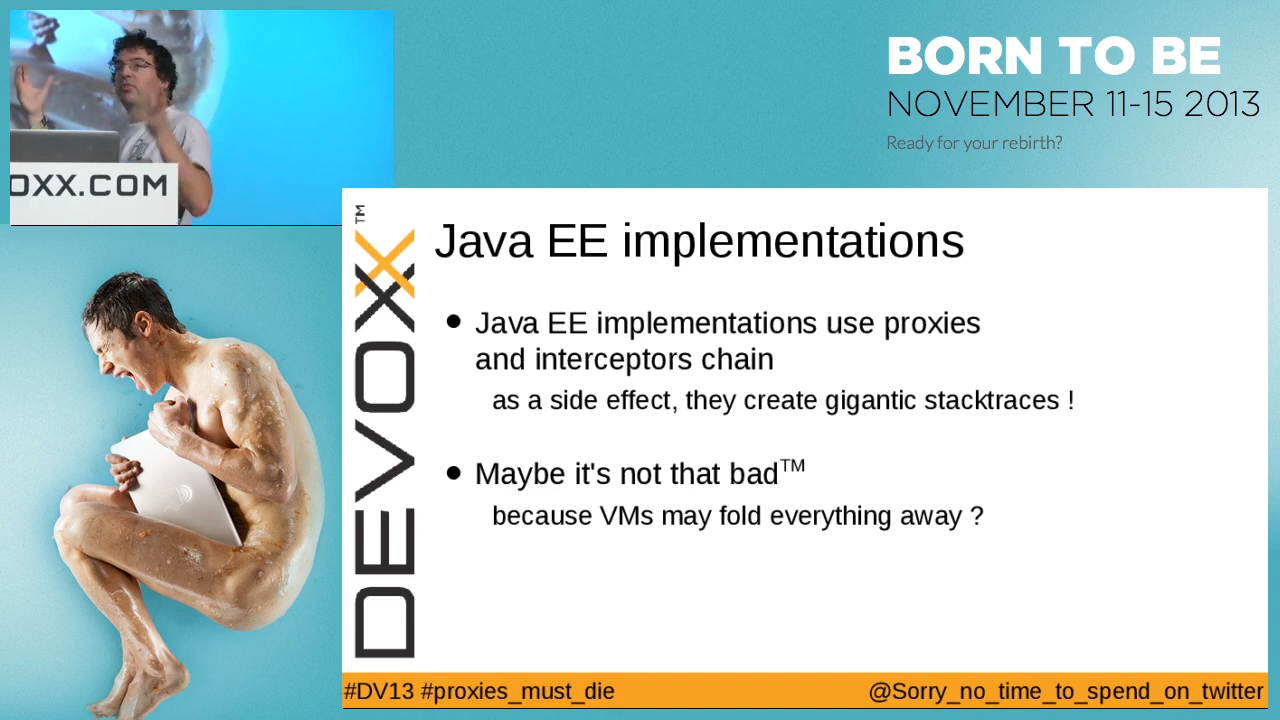 BORN TO BE
NOVEMBER 11-15 2013
Ready for your rebirth?
OXX.COM
DEVOXX™
Java EE implementations
• Java EE implementations use proxies
and interceptors chain
as a side effect, they create gigantic stacktraces !
• Maybe it's not that bad™
because VMs may fold everything away ?
#DV13 #proxies_must_die
@Sorry_no_time_to_spend_on_twitter